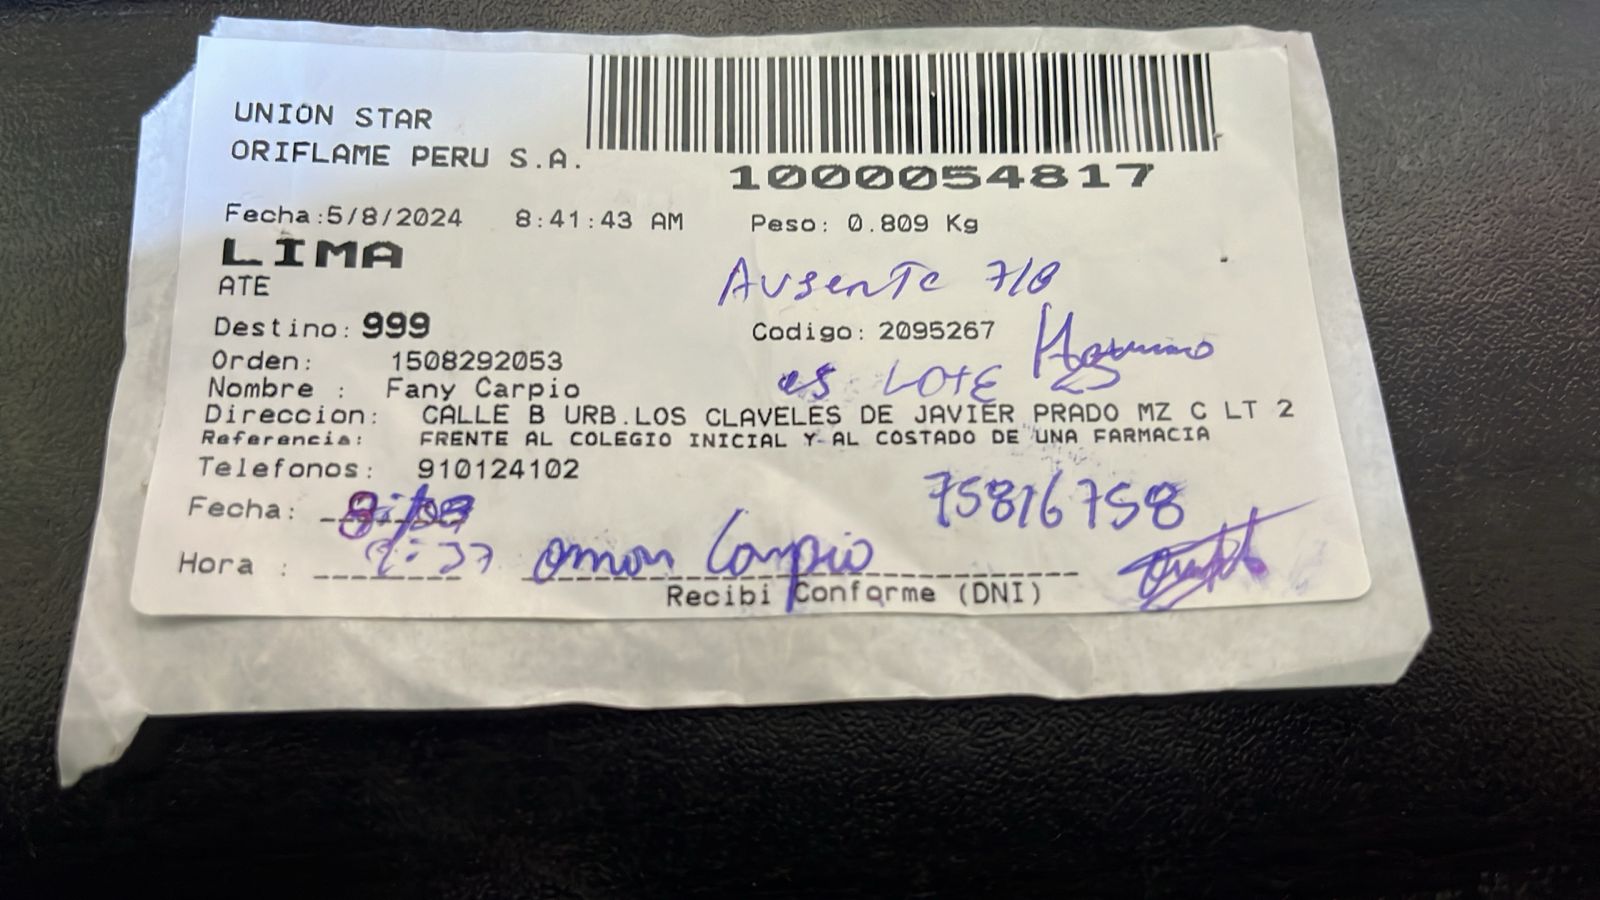 UNION STAR
ORIFLAME PERU S.A.
1000054817
Fecha:5/8/2024 8:41:43 AM Peso: 0.809 Kg
LIMA
ATE
Ausente 7/8
Destino: 999 Codigo: 2095267
Orden: 1508292053
es LOTE 25
Nombre : Fany Carpio
Direccion: CALLE B URB.LOS CLAVELES DE JAVIER PRADO MZ C LT 2
Referencia: FRENTE AL COLEGIO INICIAL Y AL COSTADO DE UNA FARMACIA
Telefonos: 910124102
75816758
Fecha:
Hora : Carpio
Recibi Conforme (DNI)